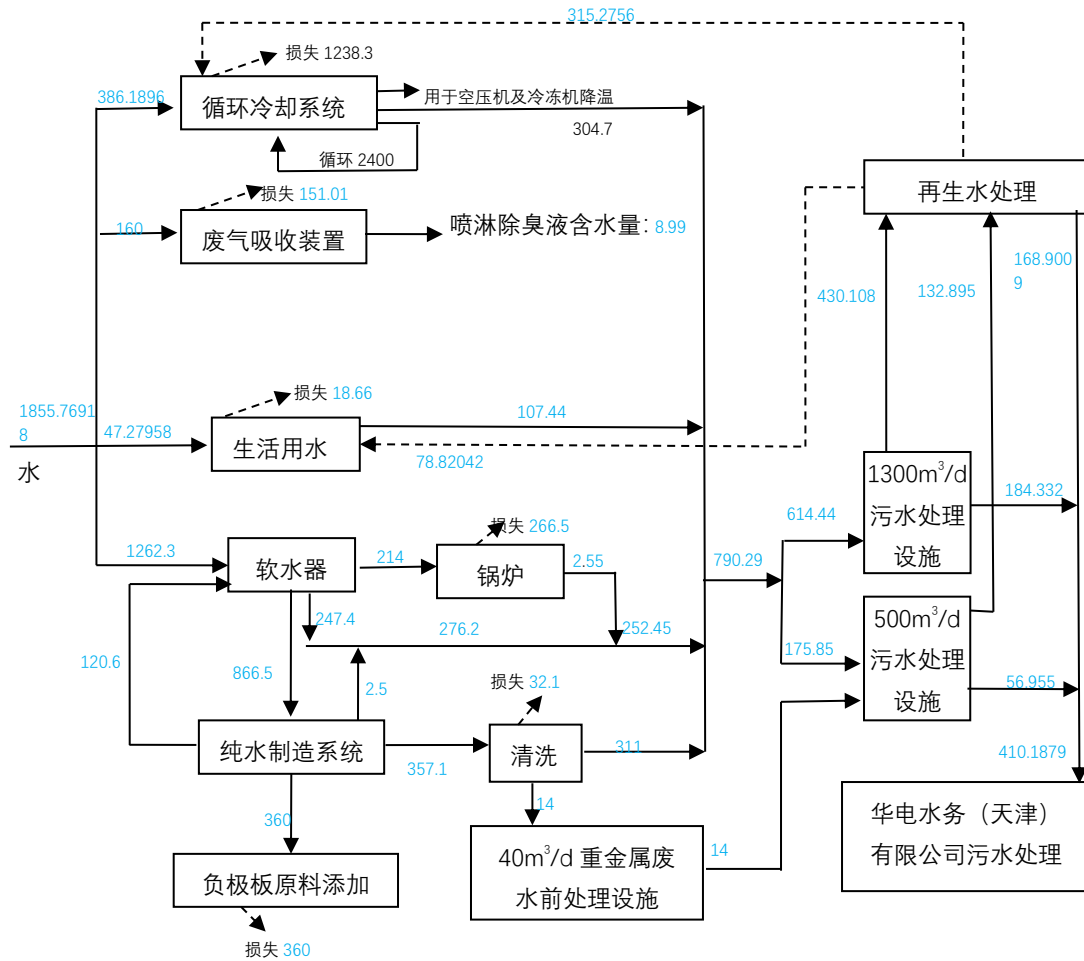 315.2756
损失 1238.3
386.1896
循环冷却系统
用于空压机及冷冻机降温
304.7
循环 2400
再生水处理
损失 151.01
160
废气吸收装置
喷淋除臭液含水量: 8.99
430.108
132.895
168.900
9
损失 18.66
1855.7691
8
47.27958
水
生活用水
107.44
78.82042
1300m³/d
污水处理
设施
184.332
614.44
损失 266.5
1262.3
软水器
214
锅炉
2.55
790.29
247.4
276.2
252.45
500m³/d
污水处理
设施
175.85
56.955
120.6
866.5
2.5
损失 32.1
纯水制造系统
357.1
清洗
311
410.1879
360
14
40m³/d 重金属废
水前处理设施
14
华电水务（天津）
有限公司污水处理
负极板原料添加
损失 360